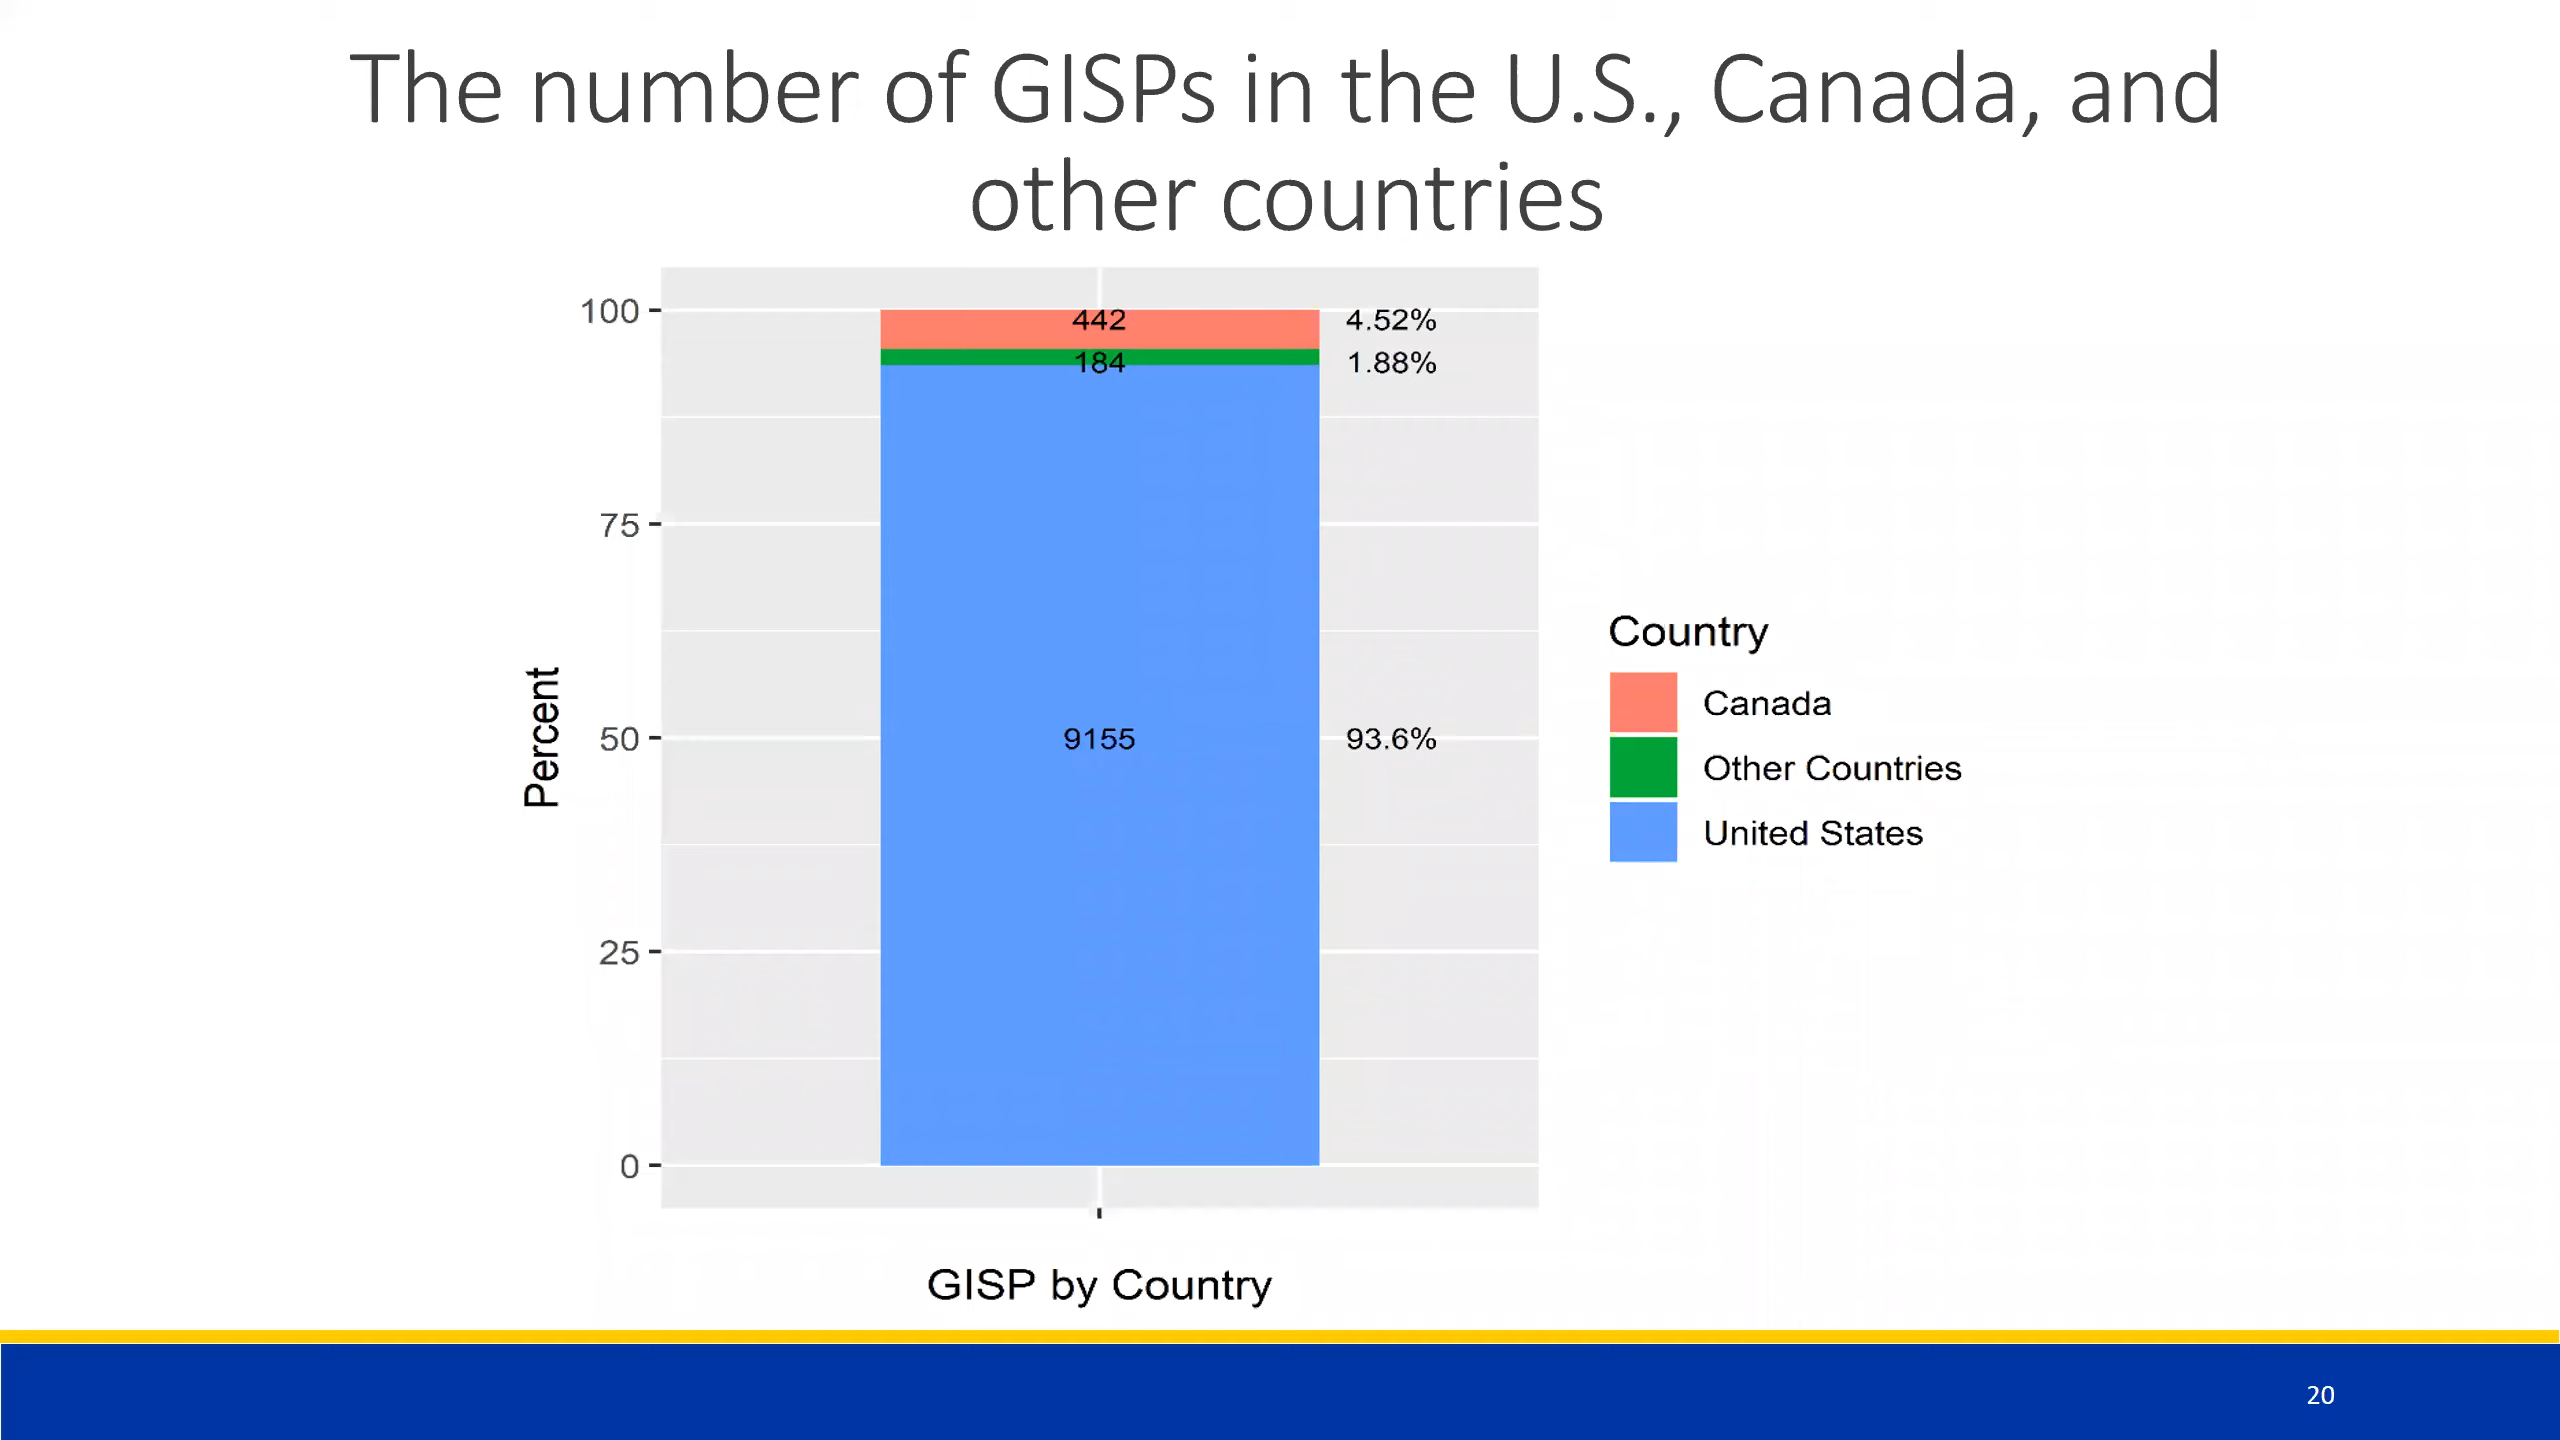 The number of GISPs in the U.S., Canada, and
other countries
100
442
4.52%
184
1.88%
75
50
9155
93.6%
25
0
Percent
GISP by Country
Country
Canada
Other Countries
United States
20